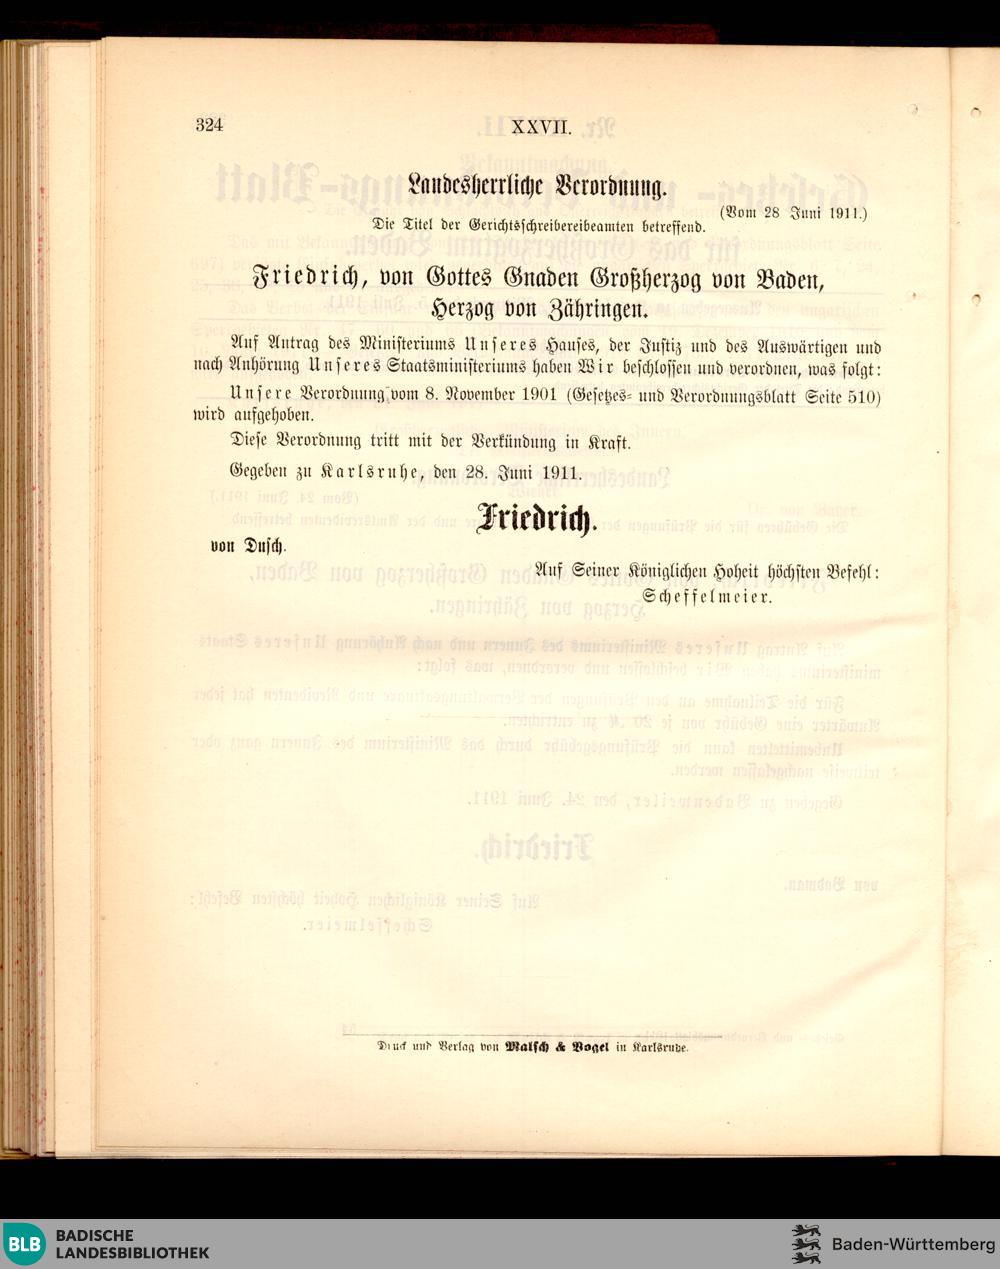 324
XXVII.
Landesherrliche Verordnung.
(Vom 28 Juni 1911.)
Die Titel der Gerichtsschreibereibeamten betreffend.
Friedrich, von Gottes Gnaden Großherzog von Baden,
Herzog von Zähringen.
Auf Antrag des Ministeriums Unseres Hauses, der Justiz und des Auswärtigen und
nach Anhörung Unseres Staatsministeriums haben Wir beschlossen und verordnen, was folgt:
Unsere Verordnung vom 8. November 1901 (Gesetzes- und Verordnungsblatt Seite 510)
wird aufgehoben.
Diese Verordnung tritt mit der Verkündung in Kraft.
Gegeben zu Karlsruhe, den 28. Juni 1911.
Friedrich.
von Dusch.
Auf Seiner Königlichen Hoheit höchsten Befehl:
Scheffelmeier.
Druck und Verlag von Malsch & Vogel in Karlsruhe.
BLB BADISCHE
LANDESBIBLIOTHEK
Baden-Württemberg